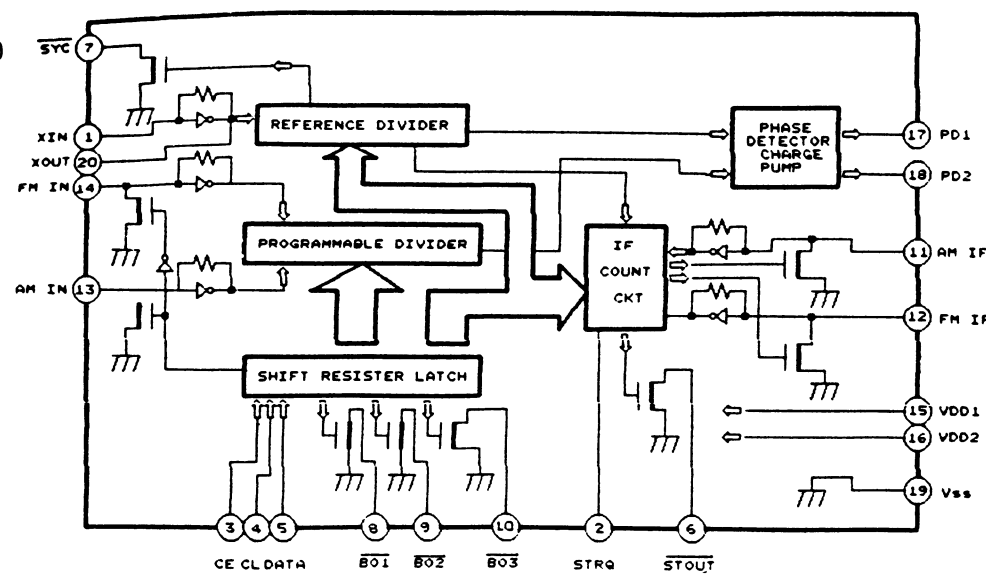 SYC 7
XIN 1
XOUT 20
FM IN 14
AM IN 13
REFERENCE DIVIDER
PROGRAMMABLE DIVIDER
SHIFT RESISTER LATCH
PHASE
DETECTOR
CHARGE
PUMP
IF
COUNT
CKT
17 PD1
18 PD2
11 AM IF
12 FM IF
15 VDD1
16 VDD2
19 Vss
3 4 5 8 9 10 2 6
CE CL DATA BO1 BO2 BO3 STRQ STOUT